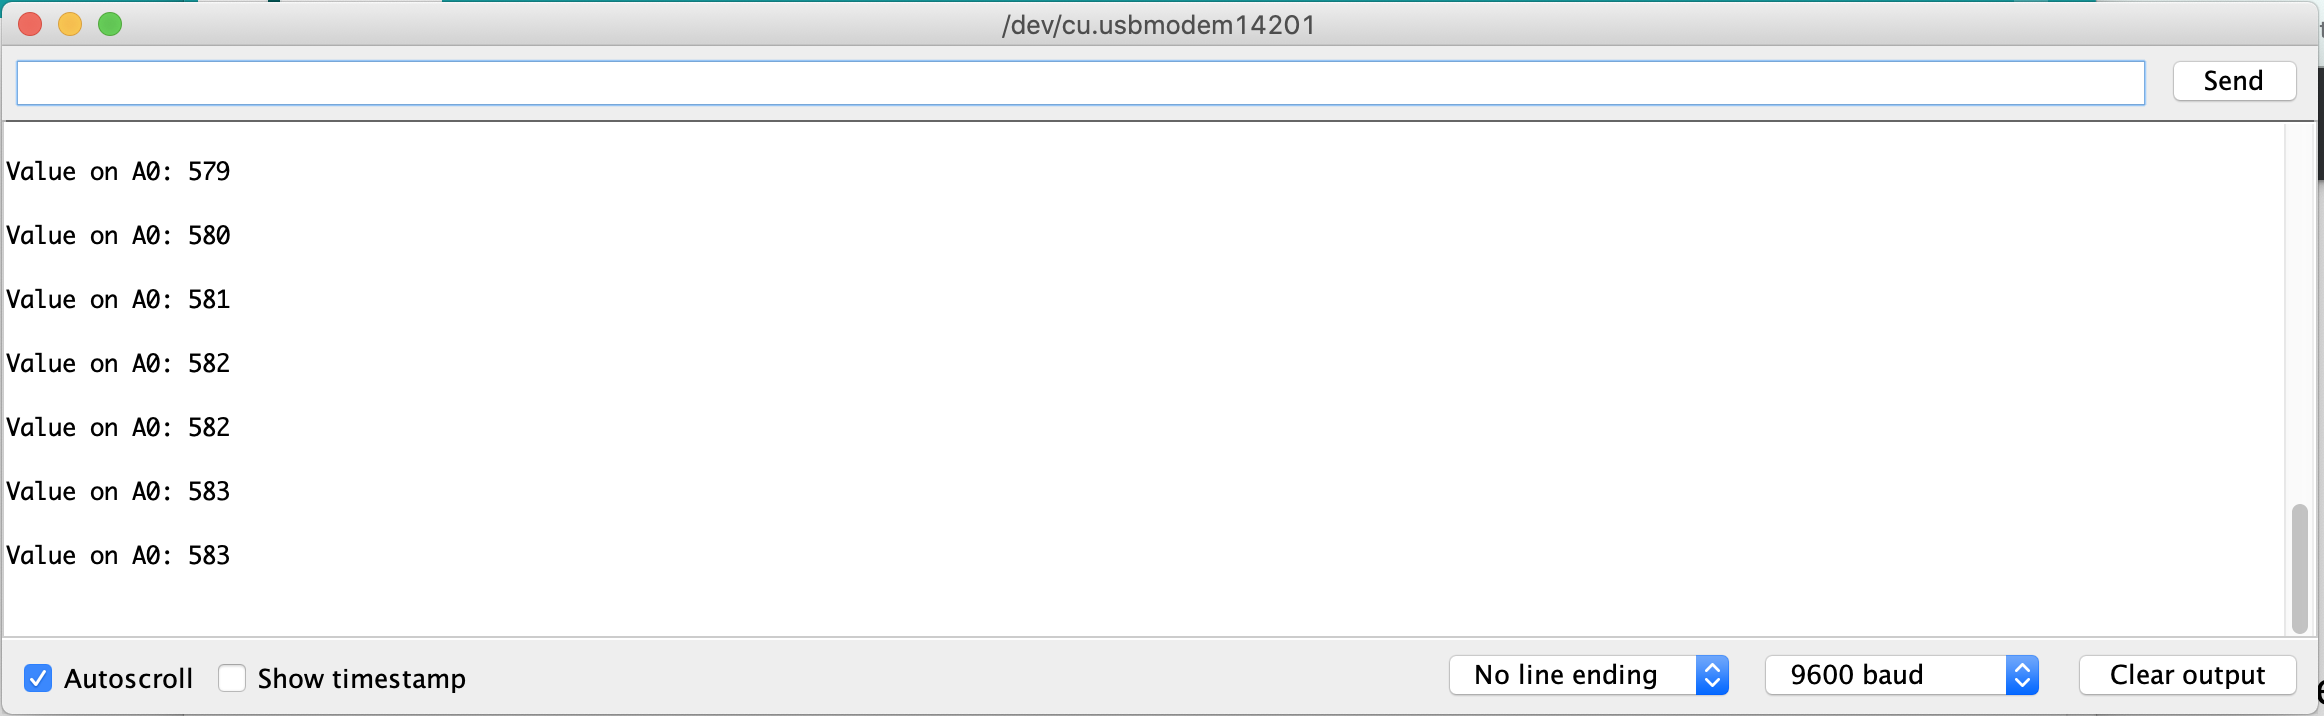 /dev/cu.usbmodem14201
Send
Value on A0: 579
Value on A0: 580
Value on A0: 581
Value on A0: 582
Value on A0: 582
Value on A0: 583
Value on A0: 583
Autoscroll Show timestamp No line ending 9600 baud Clear output